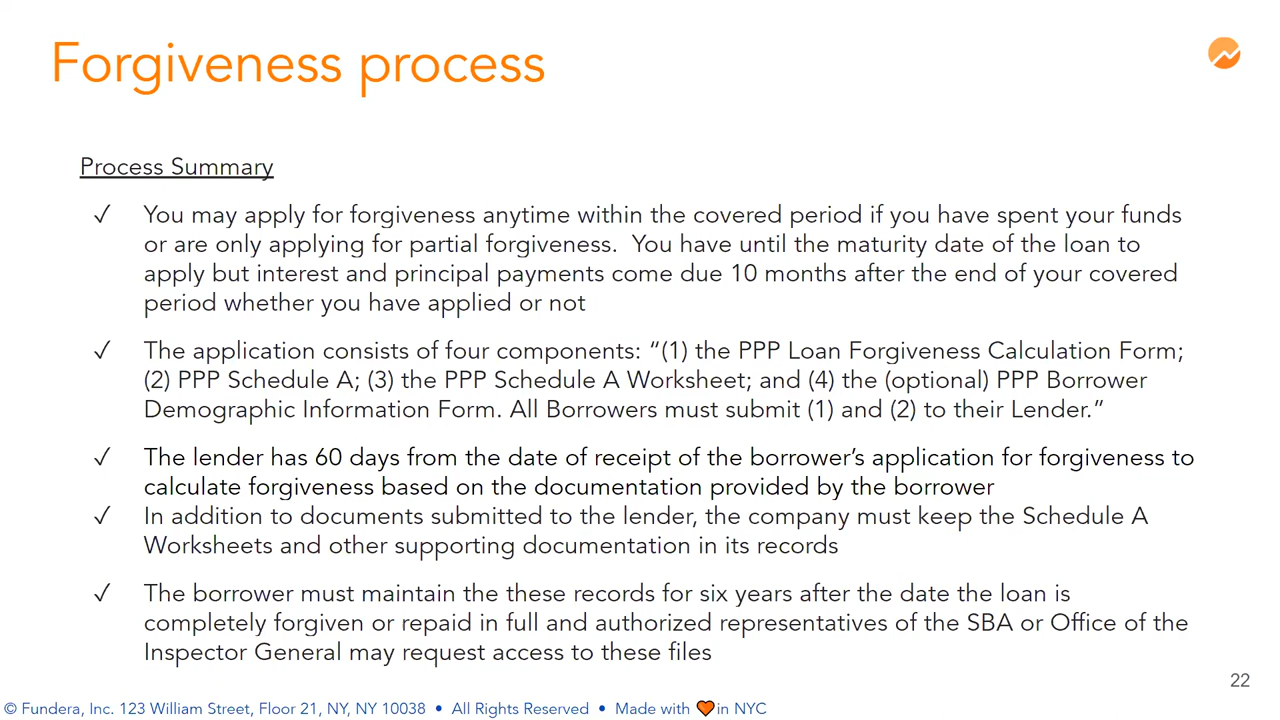 Forgiveness process
Process Summary
✓ You may apply for forgiveness anytime within the covered period if you have spent your funds
or are only applying for partial forgiveness.  You have until the maturity date of the loan to
apply but interest and principal payments come due 10 months after the end of your covered
period whether you have applied or not
✓ The application consists of four components: “(1) the PPP Loan Forgiveness Calculation Form;
(2) PPP Schedule A; (3) the PPP Schedule A Worksheet; and (4) the (optional) PPP Borrower
Demographic Information Form. All Borrowers must submit (1) and (2) to their Lender.”
✓ The lender has 60 days from the date of receipt of the borrower’s application for forgiveness to
calculate forgiveness based on the documentation provided by the borrower
✓ In addition to documents submitted to the lender, the company must keep the Schedule A
Worksheets and other supporting documentation in its records
✓ The borrower must maintain the these records for six years after the date the loan is
completely forgiven or repaid in full and authorized representatives of the SBA or Office of the
Inspector General may request access to these files
22
© Fundera, Inc. 123 William Street, Floor 21, NY, NY 10038 • All Rights Reserved • Made with 🧡 in NYC